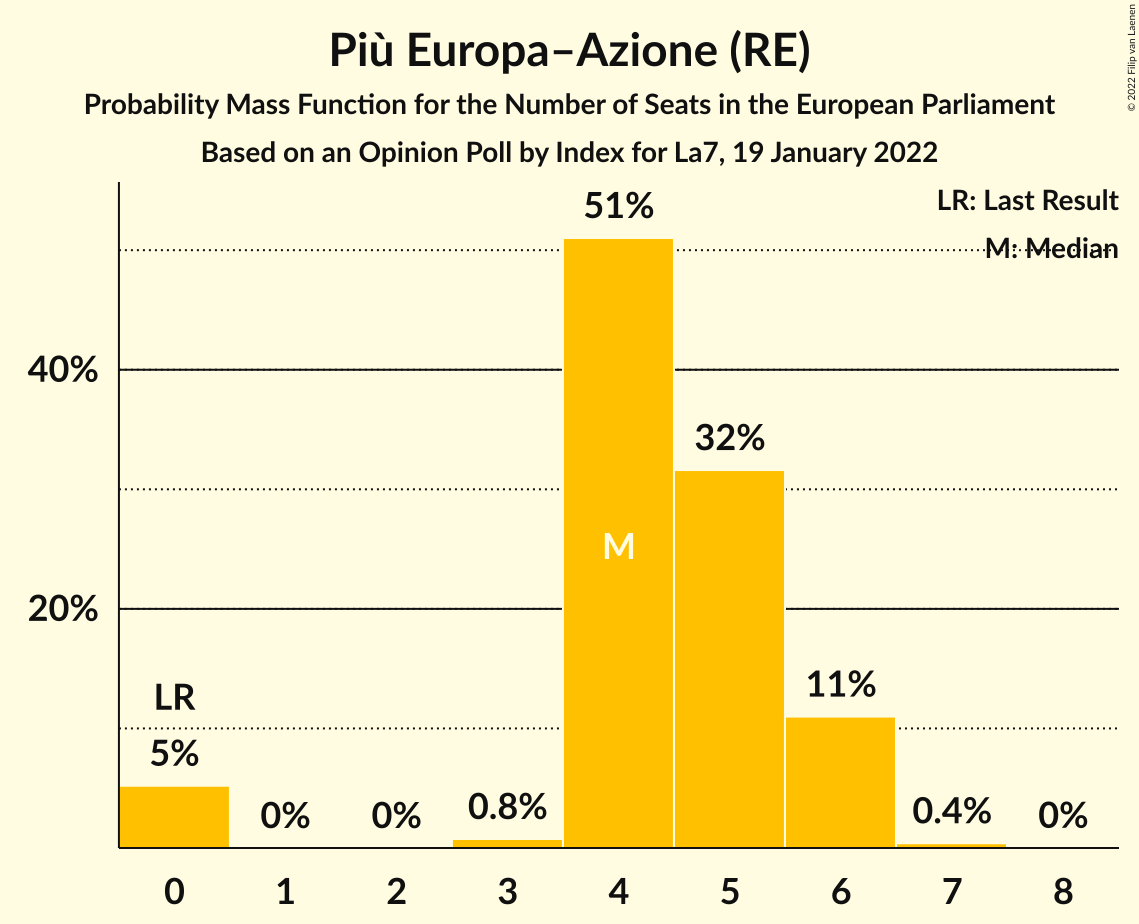 Più Europa–Azione (RE)
Probability Mass Function for the Number of Seats in the European Parliament
Based on an Opinion Poll by Index for La7, 19 January 2022
© 2022 Filip van Laenen
LR: Last Result
M: Median
51%
40%
32%
M
20%
LR
11%
5%
0%
0%
0.8%
0.4%
0%
0 1 2 3 4 5 6 7 8